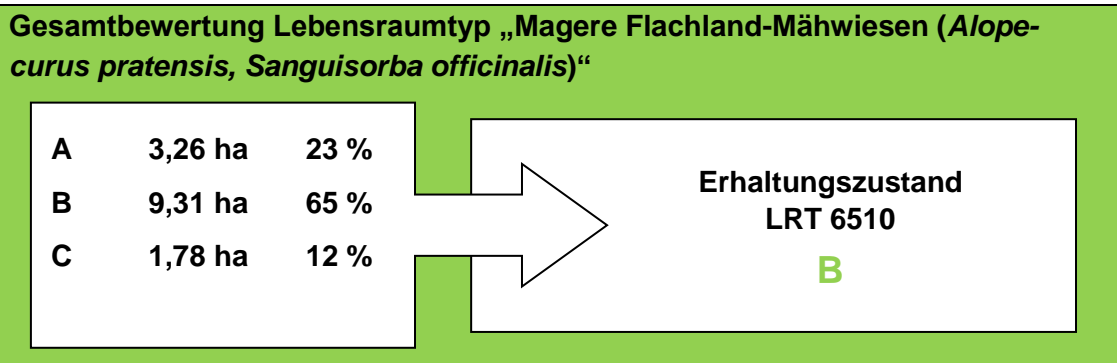 Gesamtbewertung Lebensraumtyp „Magere Flachland-Mähwiesen (Alope-
curus pratensis, Sanguisorba officinalis)“
A 3,26 ha 23 %
B 9,31 ha 65 %
C 1,78 ha 12 %
Erhaltungszustand
LRT 6510
B